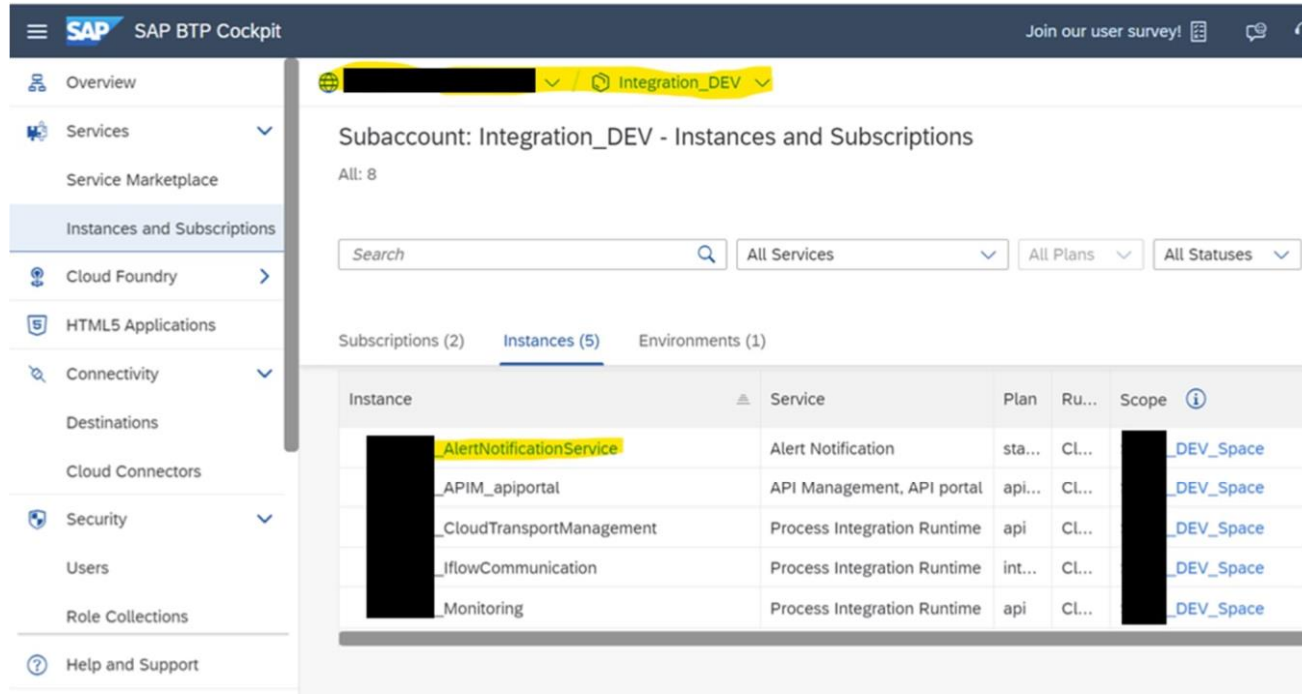 SAP SAP BTP Cockpit Join our user survey!
Overview
Services
Service Marketplace
Instances and Subscriptions
Cloud Foundry
HTML5 Applications
Connectivity
Destinations
Cloud Connectors
Security
Users
Role Collections
Help and Support
/ Integration_DEV
Subaccount: Integration_DEV - Instances and Subscriptions
All: 8
Search All Services All Plans All Statuses
Subscriptions (2) Instances (5) Environments (1)
Instance Service Plan Ru... Scope
_AlertNotificationService Alert Notification sta... Cl... _DEV_Space
_APIM_apiportal API Management, API portal api... Cl... _DEV_Space
_CloudTransportManagement Process Integration Runtime api Cl... _DEV_Space
_IflowCommunication Process Integration Runtime int... Cl... _DEV_Space
_Monitoring Process Integration Runtime api Cl... _DEV_Space